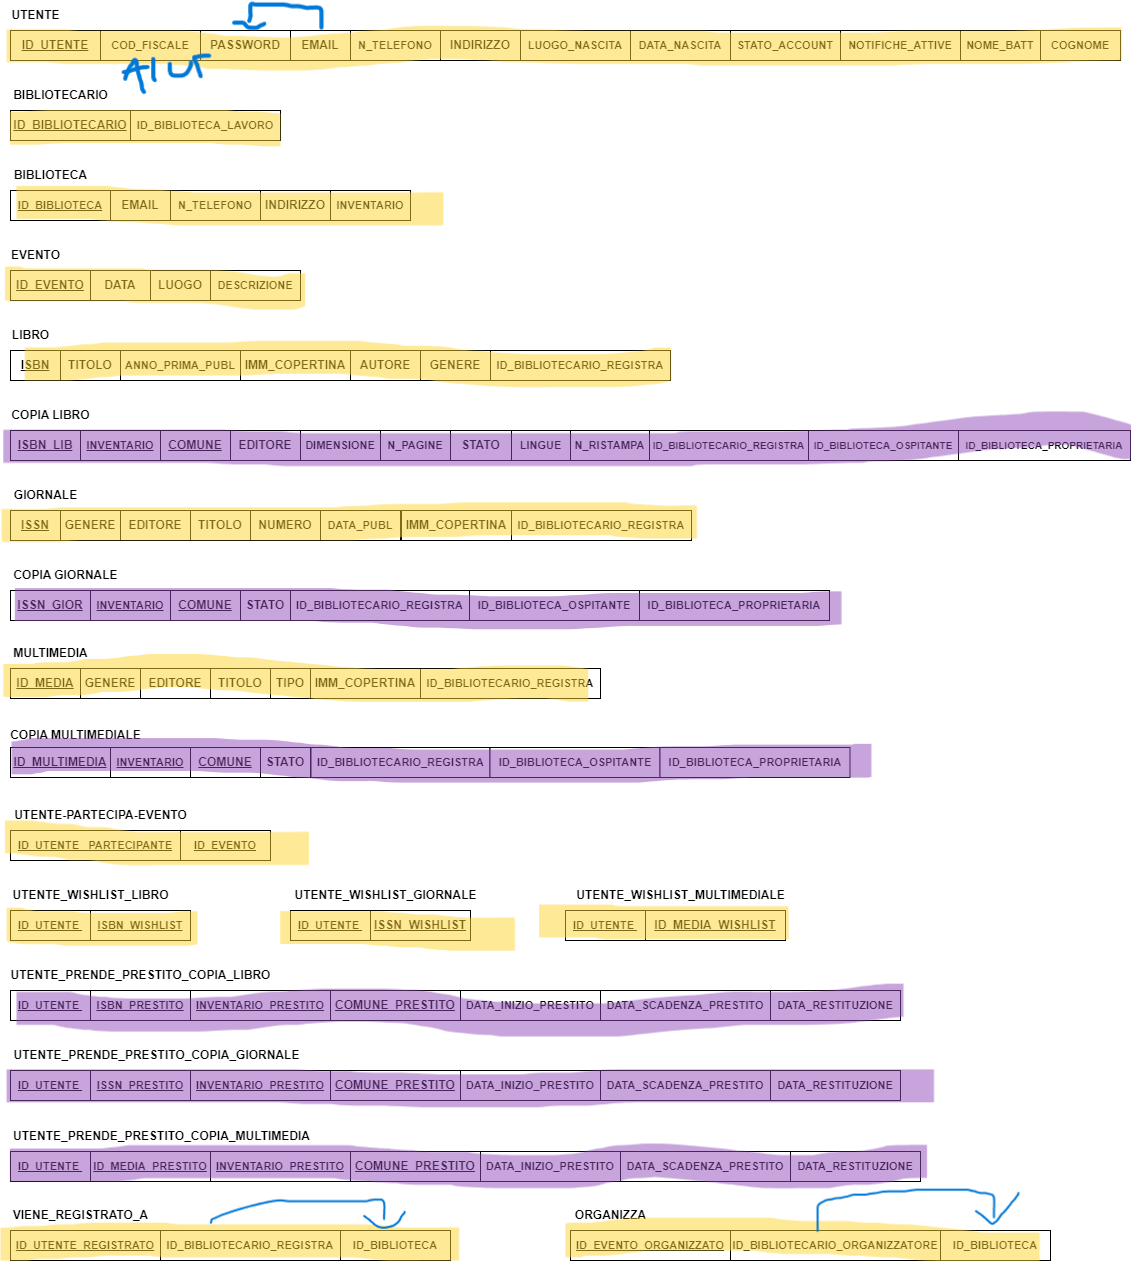 UTENTE
ID_UTENTE COD_FISCALE PASSWORD EMAIL N_TELEFONO INDIRIZZO LUOGO_NASCITA DATA_NASCITA STATO_ACCOUNT NOTIFICHE_ATTIVE NOME_BATT COGNOME
BIBLIOTECARIO
ID_BIBLIOTECARIO ID_BIBLIOTECA_LAVORO
BIBLIOTECA
ID_BIBLIOTECA EMAIL N_TELEFONO INDIRIZZO INVENTARIO
EVENTO
ID_EVENTO DATA LUOGO DESCRIZIONE
LIBRO
ISBN TITOLO ANNO_PRIMA_PUBL IMM_COPERTINA AUTORE GENERE ID_BIBLIOTECARIO_REGISTRA
COPIA LIBRO
ISBN_LIB INVENTARIO COMUNE EDITORE DIMENSIONE N_PAGINE STATO LINGUE N_RISTAMPA ID_BIBLIOTECARIO_REGISTRA ID_BIBLIOTECA_OSPITANTE ID_BIBLIOTECA_PROPRIETARIA
GIORNALE
ISSN GENERE EDITORE TITOLO NUMERO DATA_PUBL IMM_COPERTINA ID_BIBLIOTECARIO_REGISTRA
COPIA GIORNALE
ISSN_GIOR INVENTARIO COMUNE STATO ID_BIBLIOTECARIO_REGISTRA ID_BIBLIOTECA_OSPITANTE ID_BIBLIOTECA_PROPRIETARIA
MULTIMEDIA
ID_MEDIA GENERE EDITORE TITOLO TIPO IMM_COPERTINA ID_BIBLIOTECARIO_REGISTRA
COPIA MULTIMEDIALE
ID_MULTIMEDIA INVENTARIO COMUNE STATO ID_BIBLIOTECARIO_REGISTRA ID_BIBLIOTECA_OSPITANTE ID_BIBLIOTECA_PROPRIETARIA
UTENTE-PARTECIPA-EVENTO
ID_UTENTE_PARTECIPANTE ID_EVENTO
UTENTE_WISHLIST_LIBRO UTENTE_WISHLIST_GIORNALE UTENTE_WISHLIST_MULTIMEDIALE
ID_UTENTE ISBN_WISHLIST ID_UTENTE ISSN_WISHLIST ID_UTENTE ID_MEDIA_WISHLIST
UTENTE_PRENDE_PRESTITO_COPIA_LIBRO
ID_UTENTE ISBN_PRESTITO INVENTARIO_PRESTITO COMUNE_PRESTITO DATA_INIZIO_PRESTITO DATA_SCADENZA_PRESTITO DATA_RESTITUZIONE
UTENTE_PRENDE_PRESTITO_COPIA_GIORNALE
ID_UTENTE ISSN_PRESTITO INVENTARIO_PRESTITO COMUNE_PRESTITO DATA_INIZIO_PRESTITO DATA_SCADENZA_PRESTITO DATA_RESTITUZIONE
UTENTE_PRENDE_PRESTITO_COPIA_MULTIMEDIA
ID_UTENTE ID_MEDIA_PRESTITO INVENTARIO_PRESTITO COMUNE_PRESTITO DATA_INIZIO_PRESTITO DATA_SCADENZA_PRESTITO DATA_RESTITUZIONE
VIENE_REGISTRATO_A ORGANIZZA
ID_UTENTE_REGISTRATO ID_BIBLIOTECARIO_REGISTRA ID_BIBLIOTECA ID_EVENTO_ORGANIZZATO ID_BIBLIOTECARIO_ORGANIZZATORE ID_BIBLIOTECA